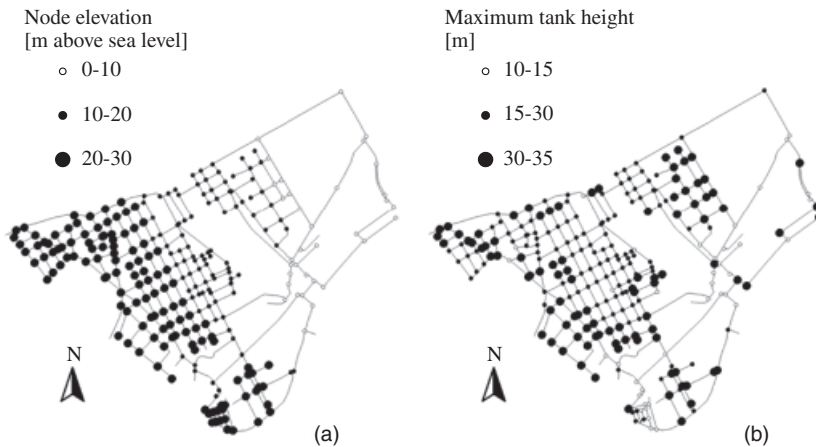 Node elevation
[m above sea level]
0-10
10-20
20-30
N
(a)
Maximum tank height
[m]
10-15
15-30
30-35
N
(b)